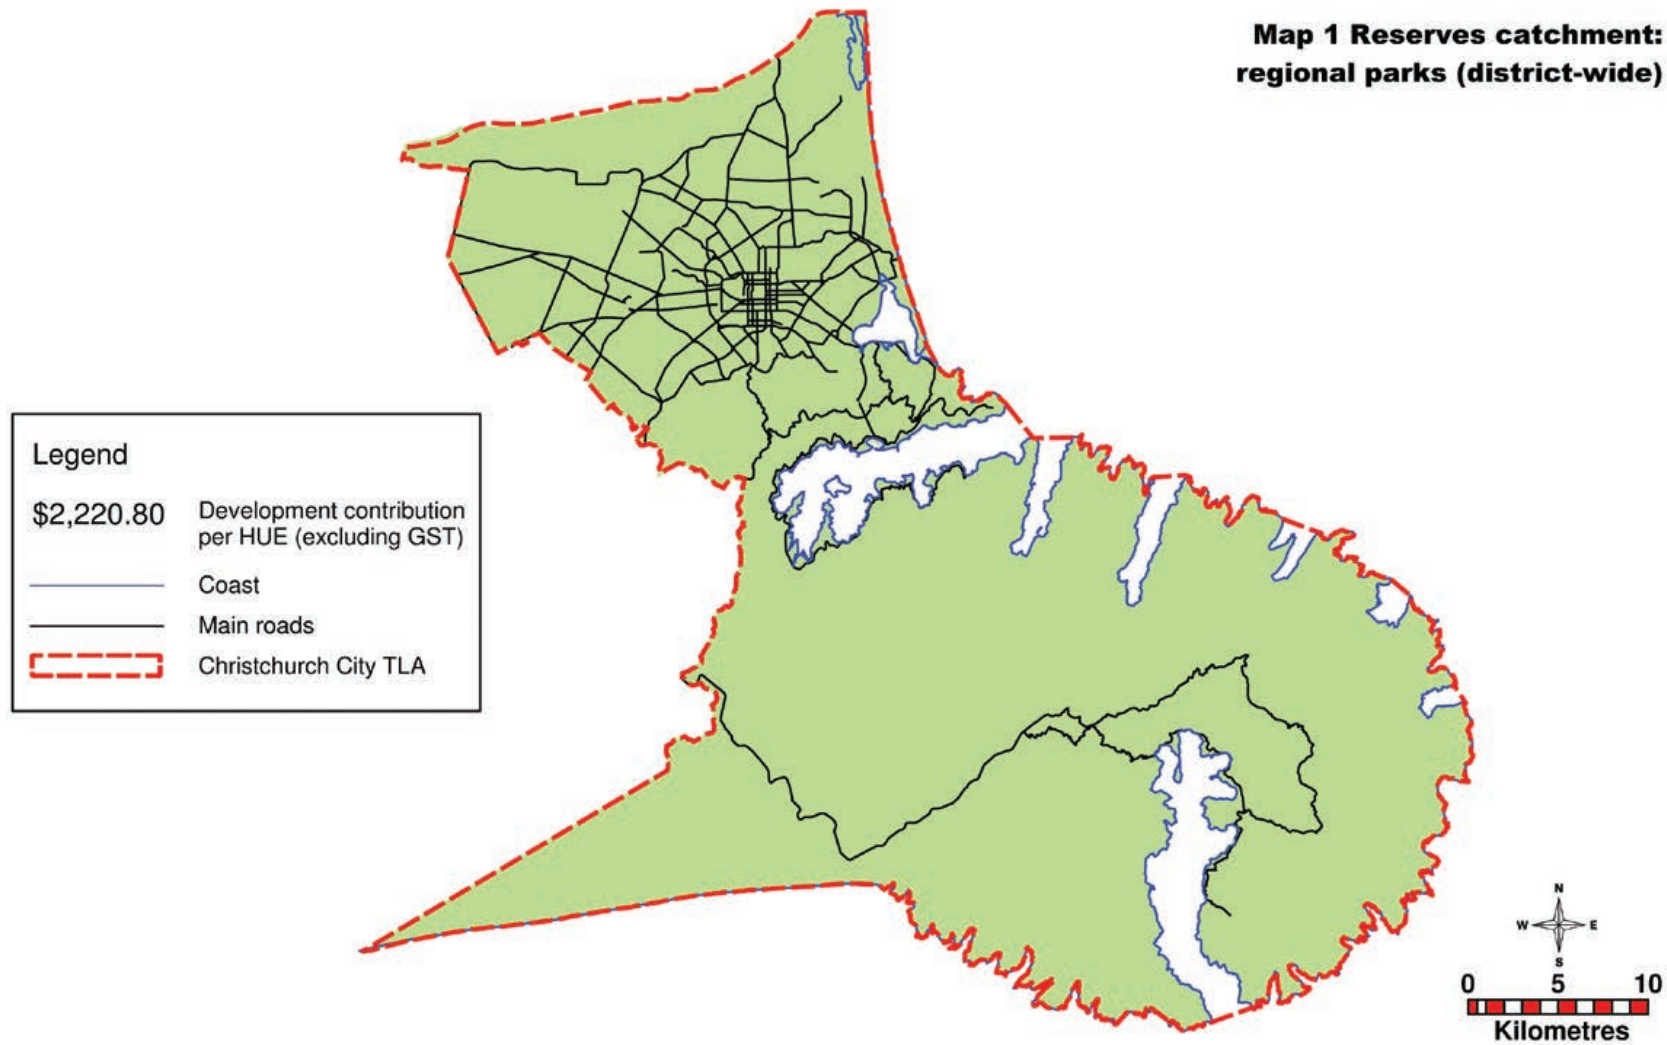 Map 1 Reserves catchment:
regional parks (district-wide)
Legend
$2,220.80
Development contribution
per HUE (excluding GST)
Coast
Main roads
Christchurch City TLA
N
W E
S
0 5 10
Kilometres